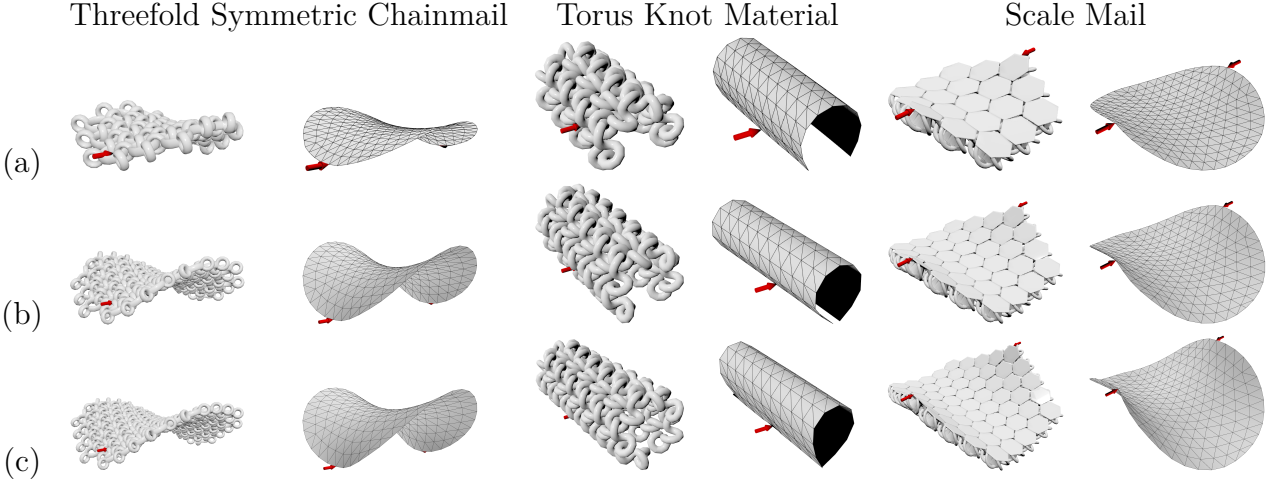 Threefold Symmetric Chainmail Torus Knot Material Scale Mail
(a)
(b)
(c)